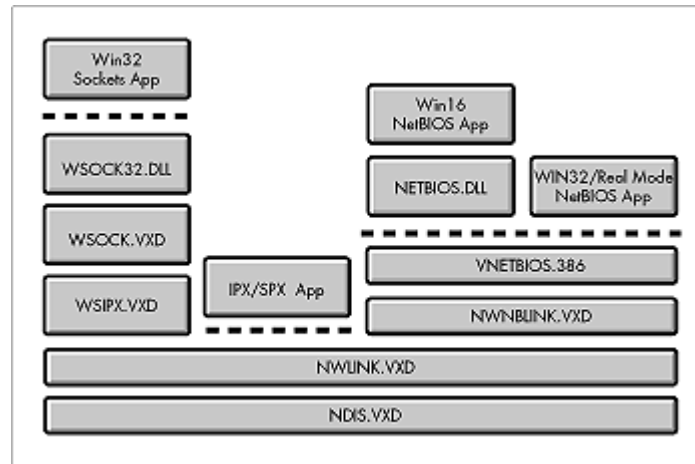 Win32
Sockets App
WSOCK32.DLL
WSOCK.VXD
WSIPX.VXD
IPX/SPX App
Win16
NetBIOS App
NETBIOS.DLL
WIN32/Real Mode
NetBIOS App
VNETBIOS.386
NWNBLINK.VXD
NWLINK.VXD
NDIS.VXD